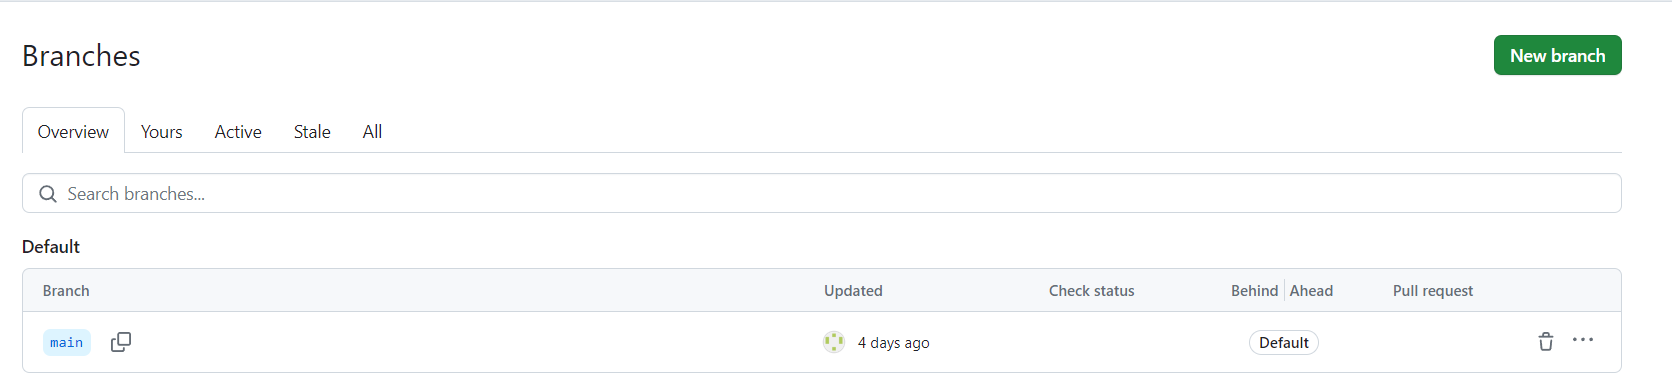 Branches
New branch
Overview Yours Active Stale All
Search branches...
Default
Branch Updated Check status Behind Ahead Pull request
main 4 days ago Default